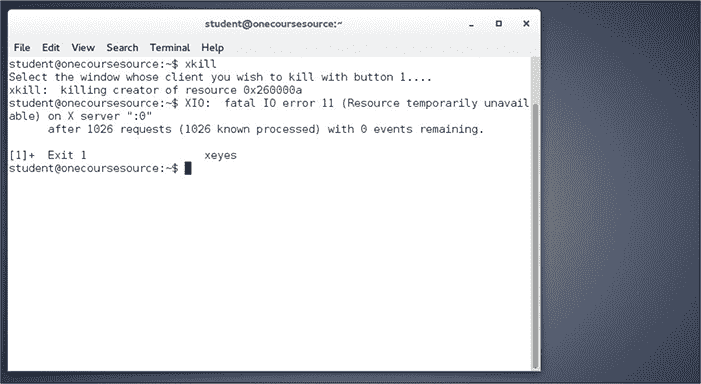 student@onecoursesource:~
File Edit View Search Terminal Help
student@onecoursesource:~$ xkill
Select the window whose client you wish to kill with button 1....
xkill:  killing creator of resource 0x260000a
student@onecoursesource:~$ XIO:  fatal IO error 11 (Resource temporarily unavail
able) on X server ":0"
      after 1026 requests (1026 known processed) with 0 events remaining.
[1]+  Exit 1                  xeyes
student@onecoursesource:~$